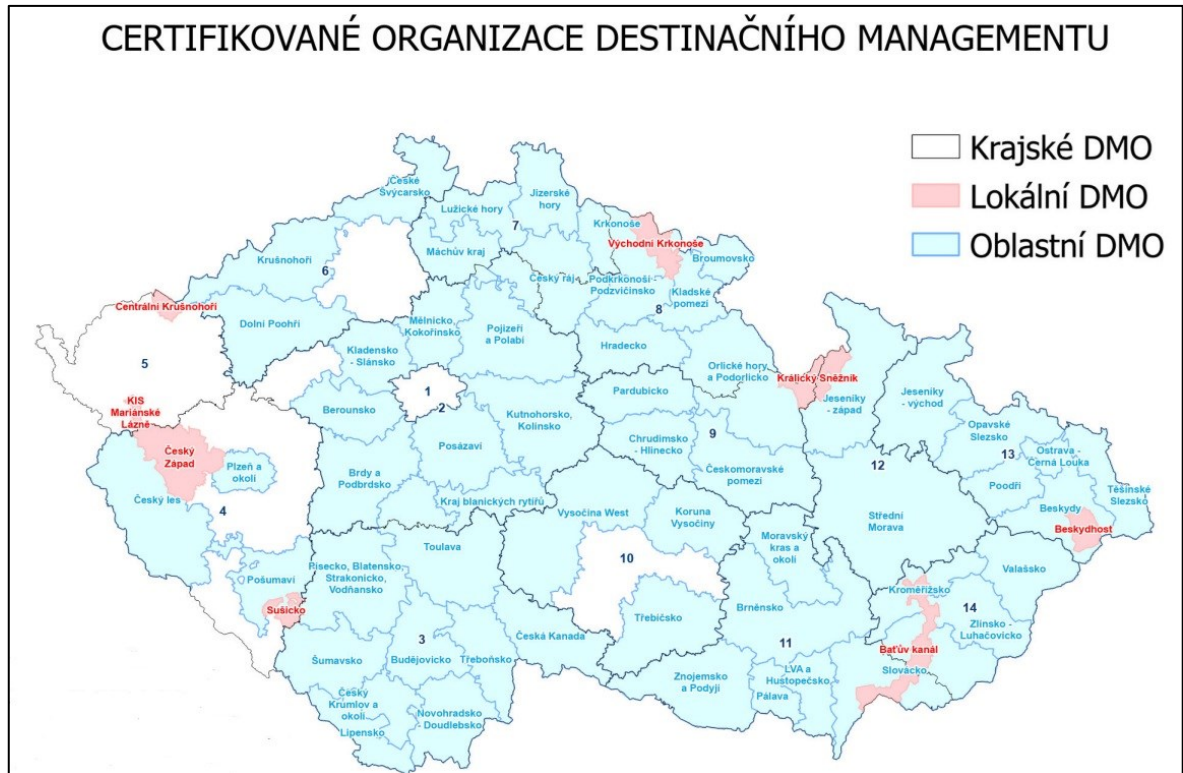 CERTIFIKOVANÉ ORGANIZACE DESTINAČNÍHO MANAGEMENTU
Krajské DMO
Lokální DMO
Oblastní DMO
České
Švýcarsko
Lužické hory
Jizerské
hory
7
Máchův kraj
Krkonoše
Východní Krkonoše
Broumovsko
Krušnohoří
6
Český ráj
Podkrkonoší -
Podzvičinsko
Kladské
pomezí
8
Centrální Krušnohoří
Dolní Poohří
Mělnicko,
Kokořínsko
Pojizeří
a Polabí
Hradecko
Kladensko
- Slánsko
Orlické hory
a Podorlicko
5
1
2
Králický Sněžník
Jeseníky
- západ
Jeseníky
- východ
KIS
Mariánské
Lázně
Berounsko
Kutnohorsko,
Kolínsko
Pardubicko
Opavské
Slezsko
Český
Západ
Plzeň a
okolí
Posázaví
Chrudimsko
- Hlinecko
9
13
Ostrava -
Černá Louka
12
Českomoravské
pomezí
Brdy a
Podbrdsko
Poodří
Těšínské
Slezsko
Český les
4
Kraj blanických rytířů
Vysočina West
Koruna
Vysočiny
Střední
Morava
Beskydy
Beskydhost
Toulava
Moravský
kras a
okolí
10
Písecko, Blatensko,
Strakonicko,
Vodňansko
Pošumaví
Valašsko
Kroměřížsko
Sušicko
Třebíčsko
Brněnsko
14
Zlínsko -
Luhačovicko
3
Česká Kanada
11
Baťův kanál
Šumavsko
Budějovicko
Třeboňsko
Slovácko
Znojemsko
a Podyjí
LVA a
Hustopečsko,
Pálava
Český
Krumlov a
okolí
Novohradsko
- Doudlebsko
Lipensko